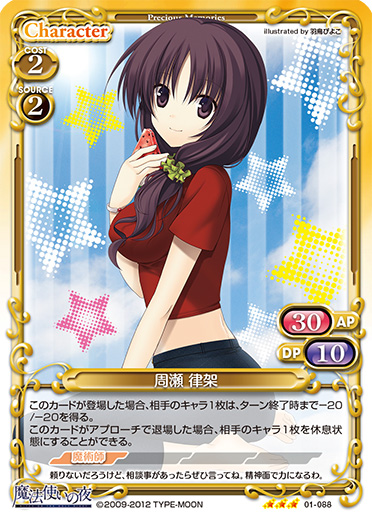 Precious Memories
Character
illustrated by 羽鳥ぴよこ
COST
2
SOURCE
2
30 AP
DP 10
周瀬 律架
このカードが登場した場合、相手のキャラ1枚は、ターン終了時まで−20
/−20を得る。
このカードがアプローチで退場した場合、相手のキャラ1枚を休息状
態にすることができる。
魔術師
頼りないだろうけど、相談事があったらぜひ言ってね。精神面で力になるわ。
魔法使いの夜
©2009-2012 TYPE-MOON
★★★ 01-088